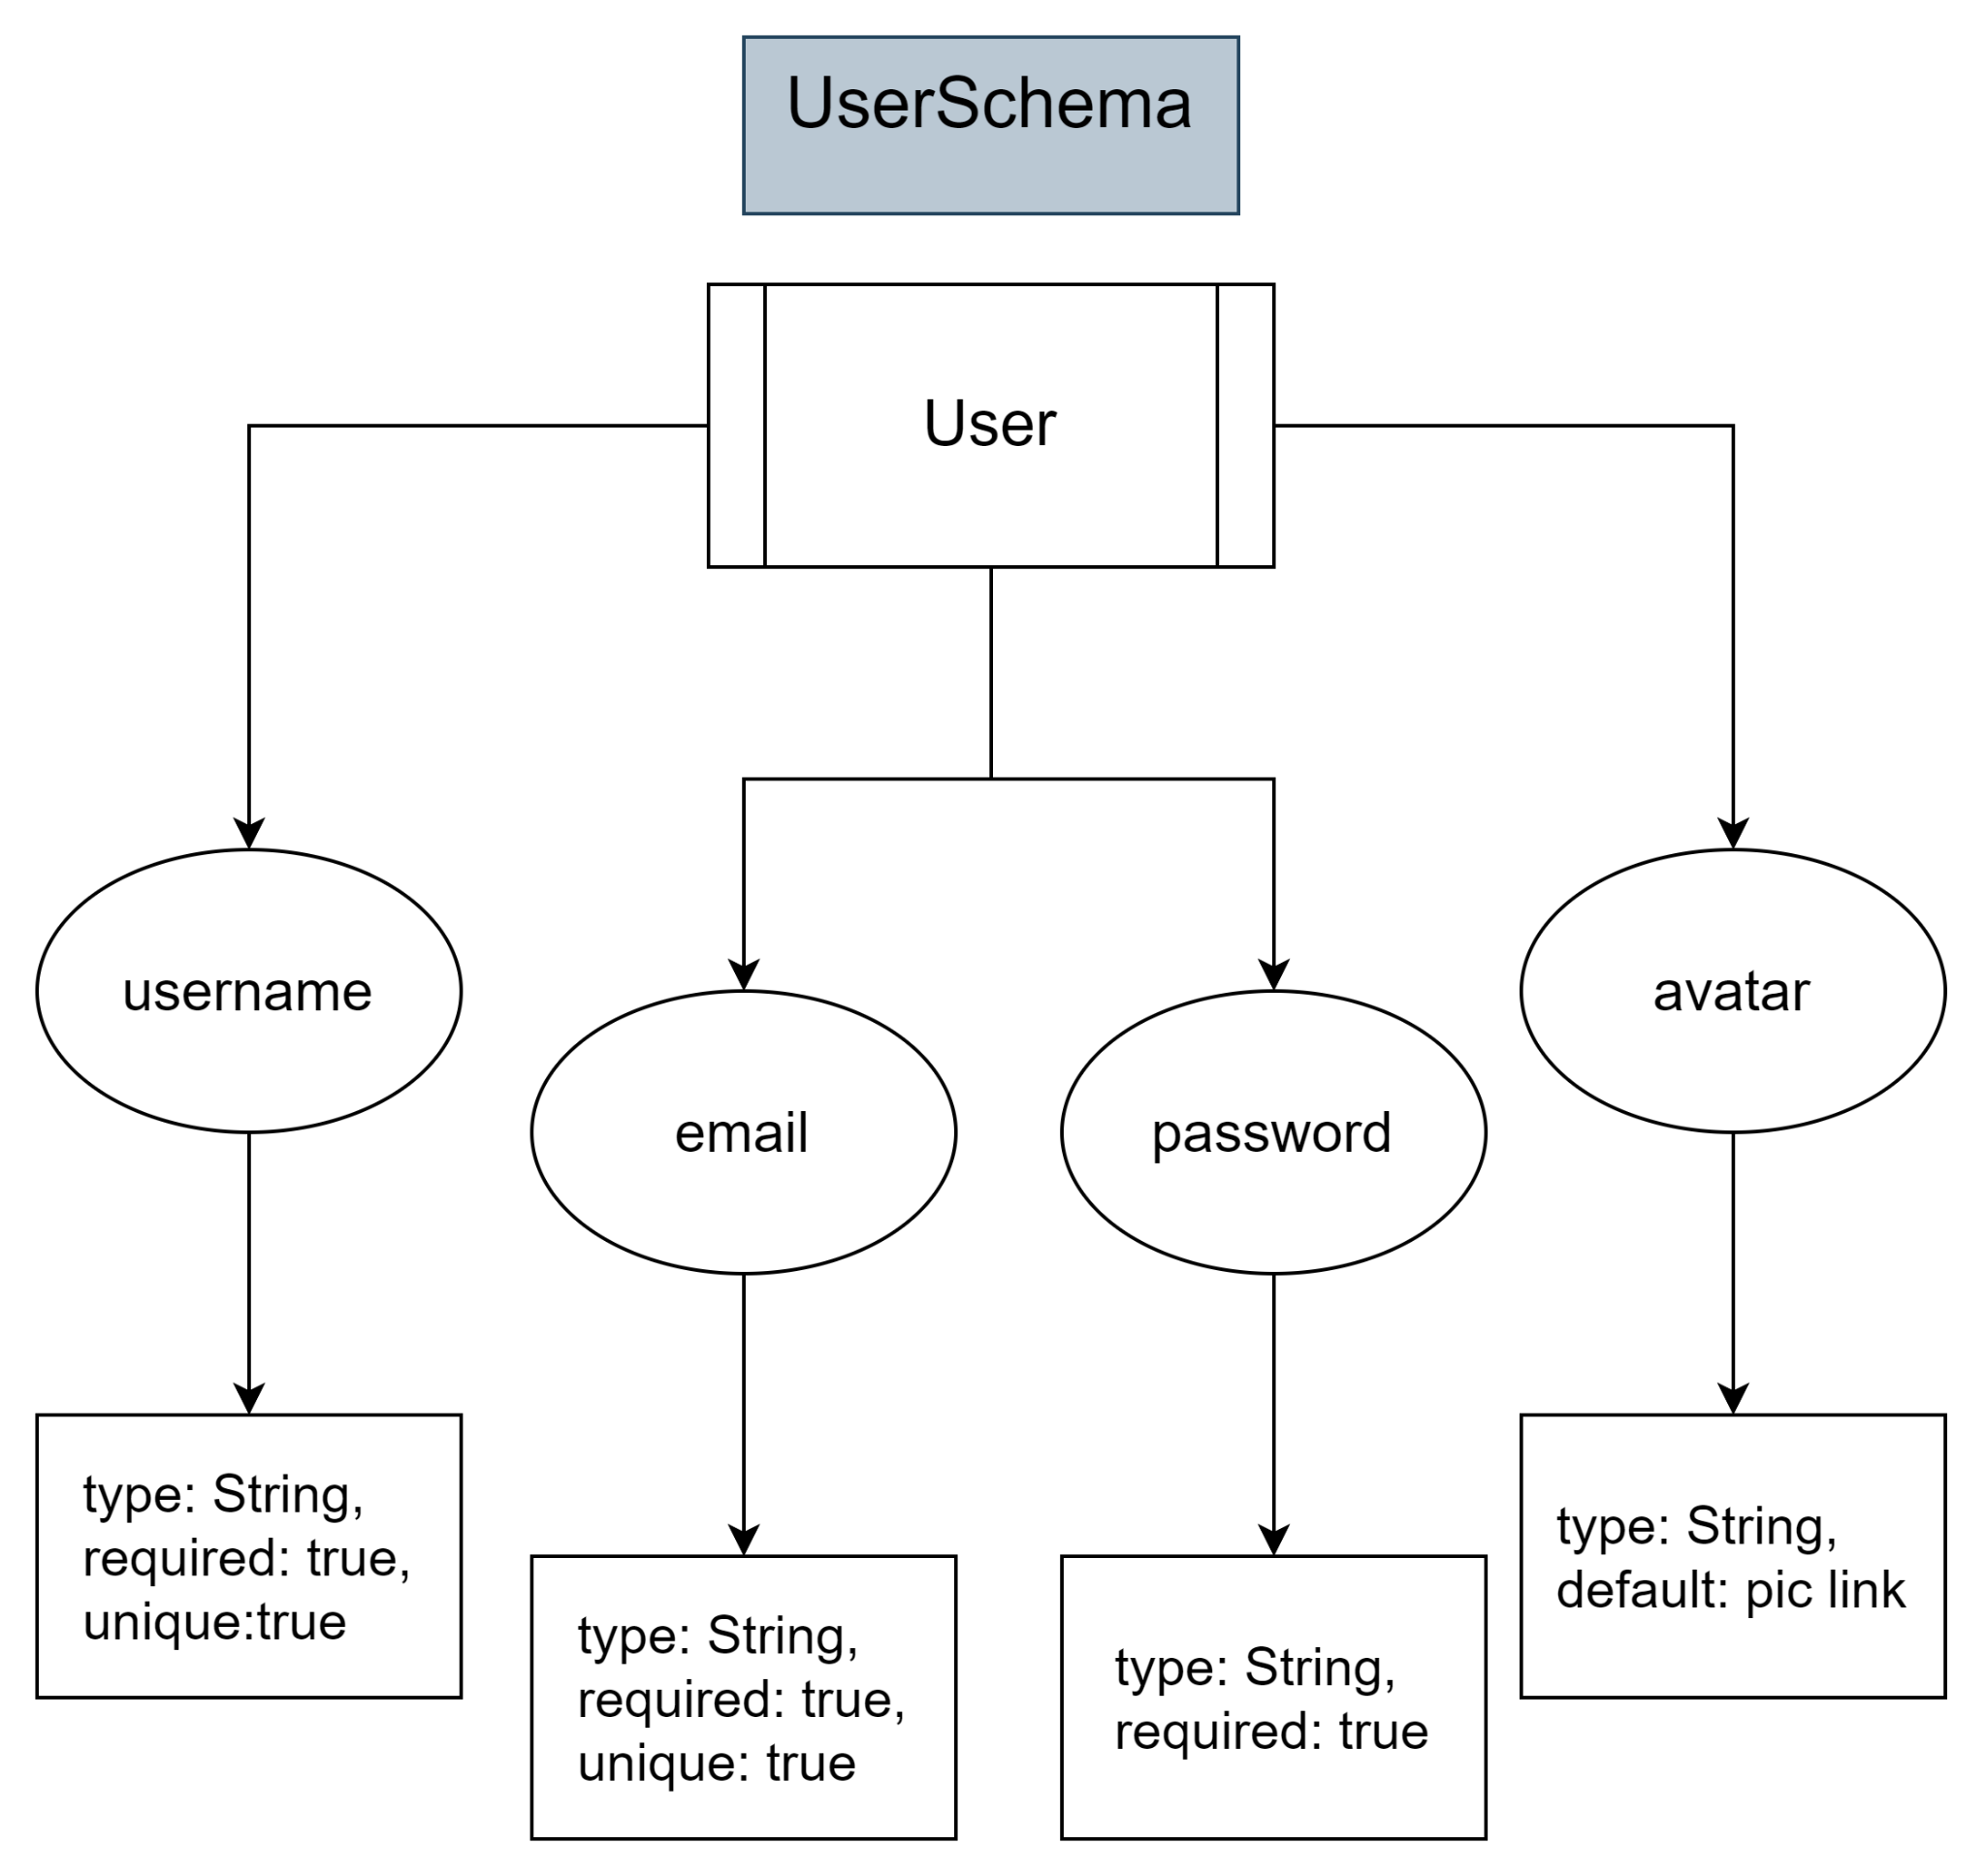 UserSchema
User
username
email
password
avatar
type: String,
required: true,
unique:true
type: String,
required: true,
unique: true
type: String,
required: true
type: String,
default: pic link